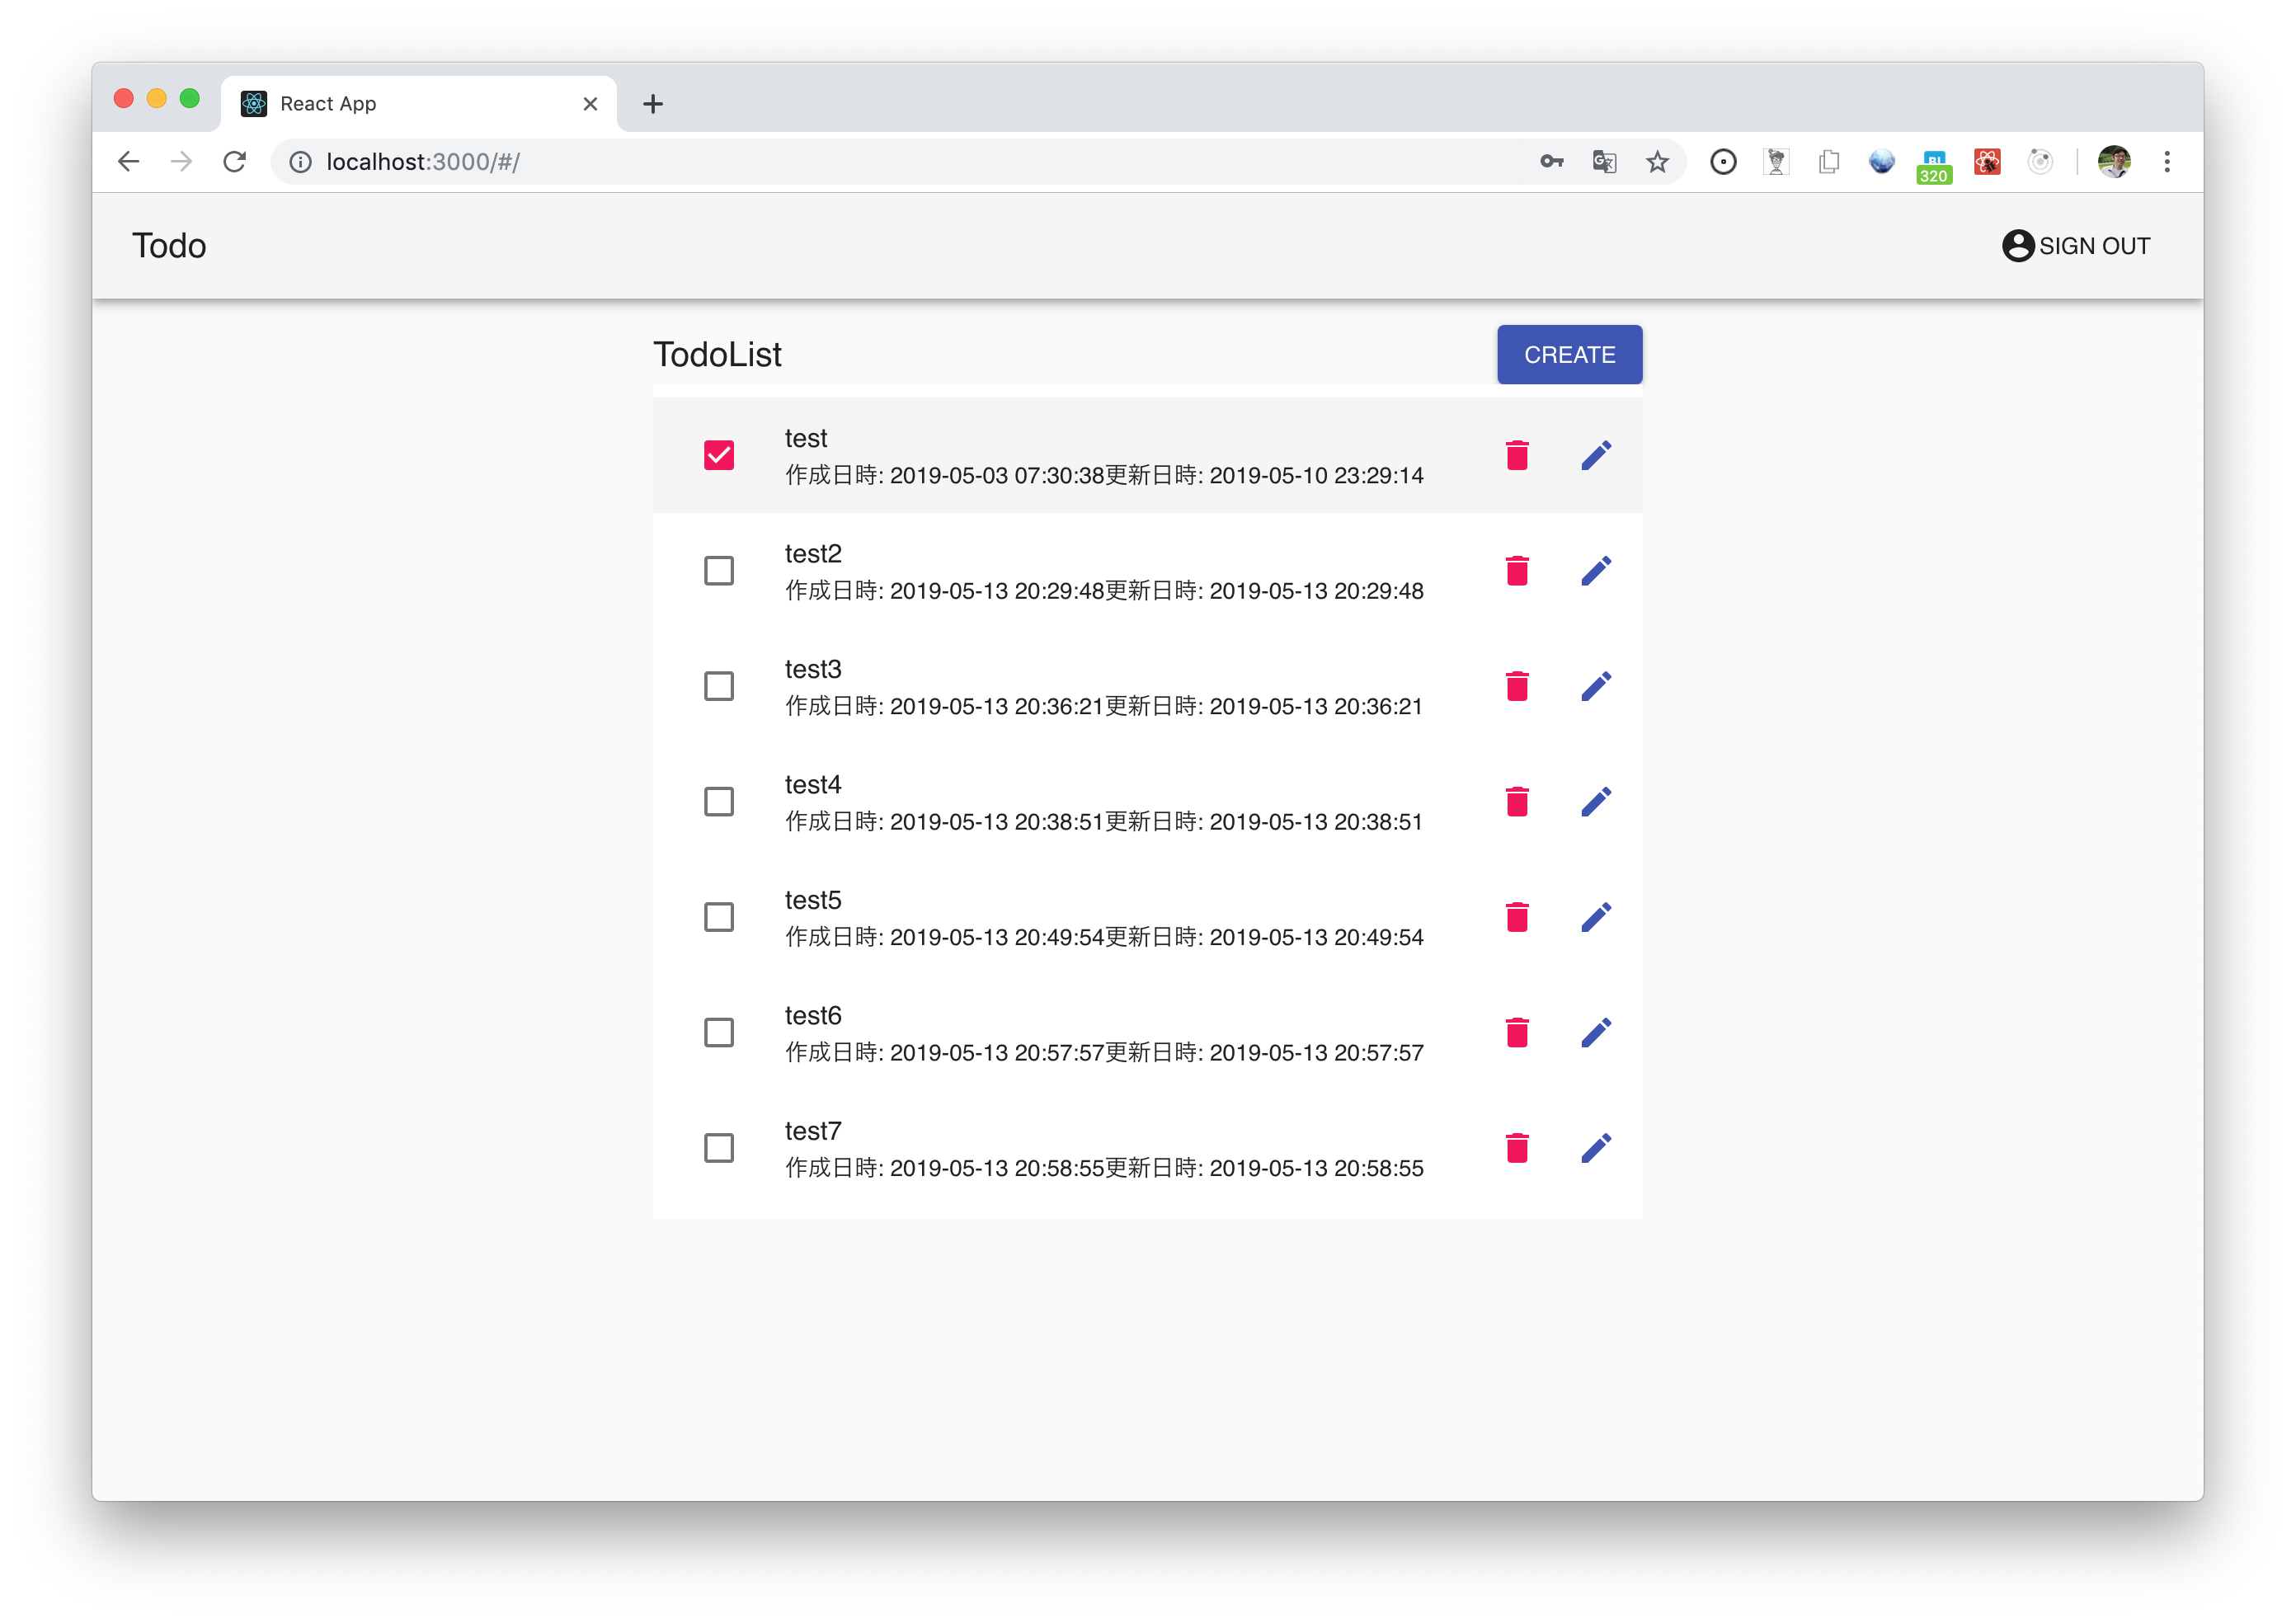 React App
localhost:3000/#/
BI
320
Todo
SIGN OUT
TodoList
CREATE
test
作成日時: 2019-05-03 07:30:38更新日時: 2019-05-10 23:29:14
test2
作成日時: 2019-05-13 20:29:48更新日時: 2019-05-13 20:29:48
test3
作成日時: 2019-05-13 20:36:21更新日時: 2019-05-13 20:36:21
test4
作成日時: 2019-05-13 20:38:51更新日時: 2019-05-13 20:38:51
test5
作成日時: 2019-05-13 20:49:54更新日時: 2019-05-13 20:49:54
test6
作成日時: 2019-05-13 20:57:57更新日時: 2019-05-13 20:57:57
test7
作成日時: 2019-05-13 20:58:55更新日時: 2019-05-13 20:58:55